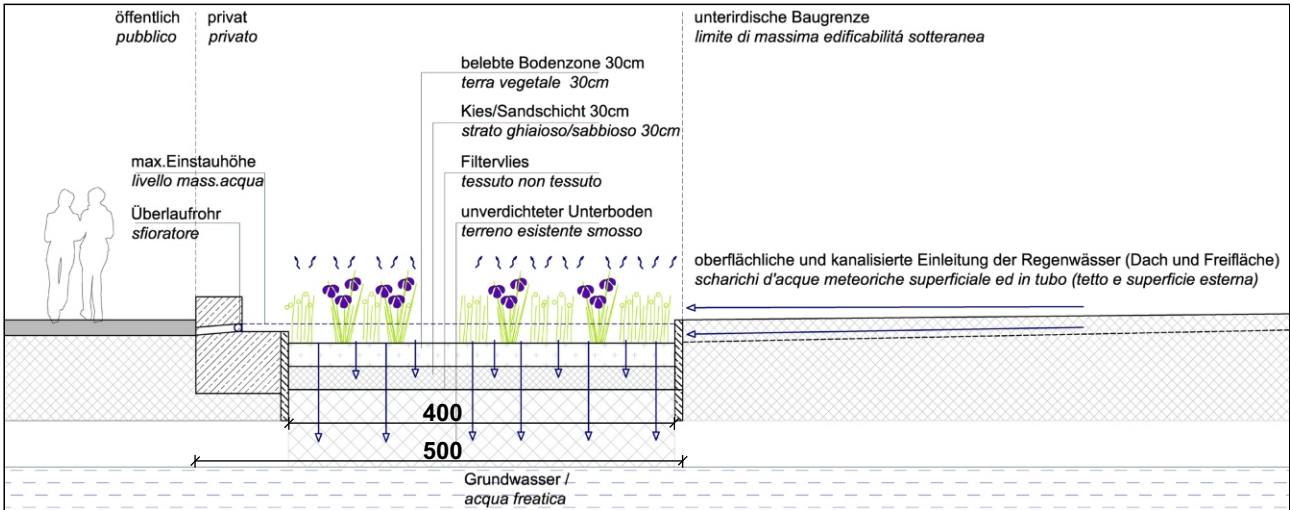 öffentlich
pubblico
privat
privato
unterirdische Baugrenze
limite di massima edificabilitá sotteranea
belebte Bodenzone 30cm
terra vegetale 30cm
Kies/Sandschicht 30cm
strato ghiaioso/sabbioso 30cm
max.Einstauhöhe
livello mass.acqua
Filtervlies
tessuto non tessuto
Überlaufrohr
sfioratore
unverdichteter Unterboden
terreno esistente smosso
oberflächliche und kanalisierte Einleitung der Regenwässer (Dach und Freifläche)
scharichi d'acque meteoriche superficiale ed in tubo (tetto e superficie esterna)
400
500
Grundwasser /
acqua freatica